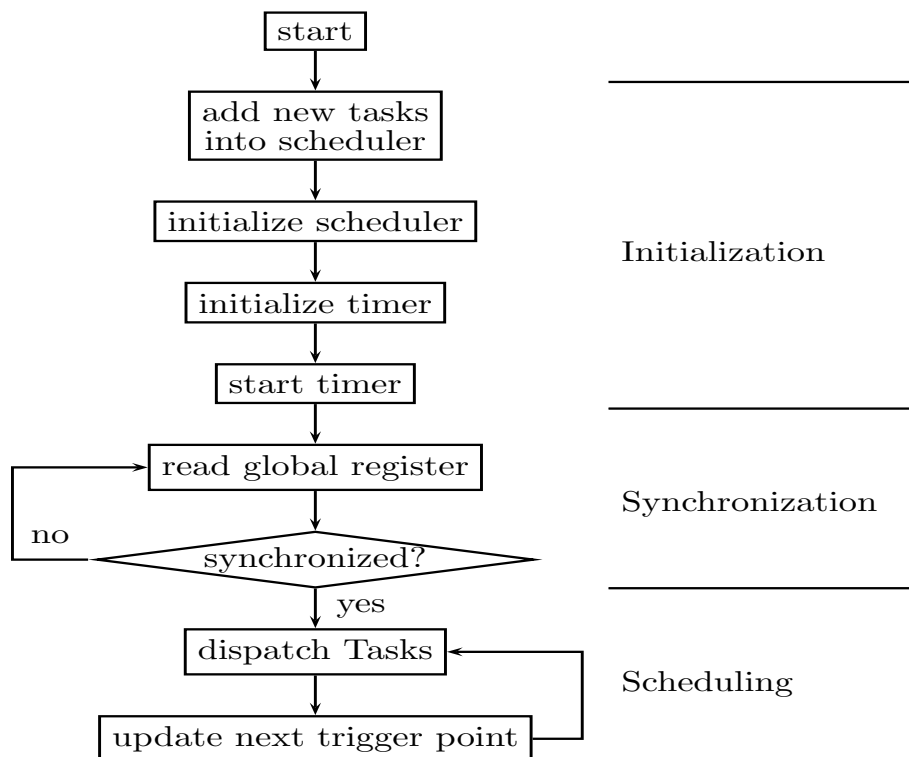 start
add new tasks
into scheduler
initialize scheduler
Initialization
initialize timer
start timer
read global register
Synchronization
no
synchronized?
yes
dispatch Tasks
Scheduling
update next trigger point